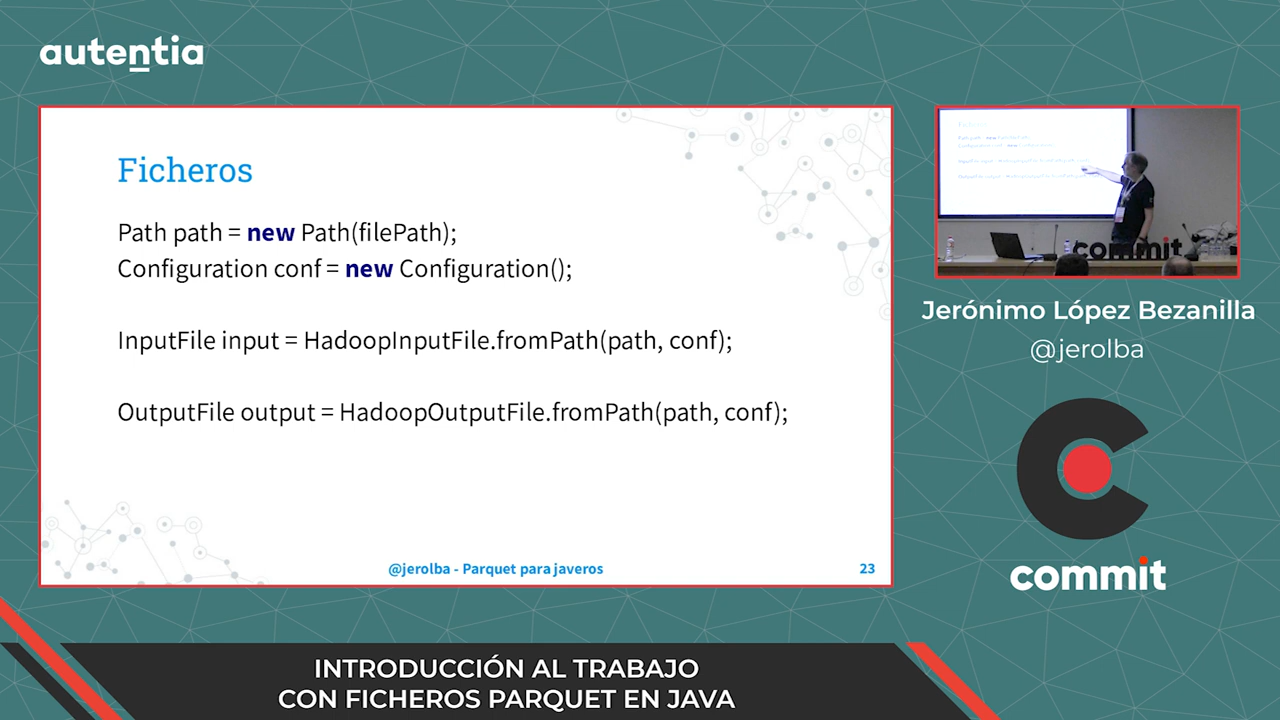 autentia
Ficheros
Path path = new Path(filePath);
Configuration conf = new Configuration();
InputFile input = HadoopInputFile.fromPath(path, conf);
OutputFile output = HadoopOutputFile.fromPath(path, conf);
@jerolba - Parquet para javeros
23
commit
Jerónimo López Bezanilla
@jerolba
commit
INTRODUCCIÓN AL TRABAJO
CON FICHEROS PARQUET EN JAVA